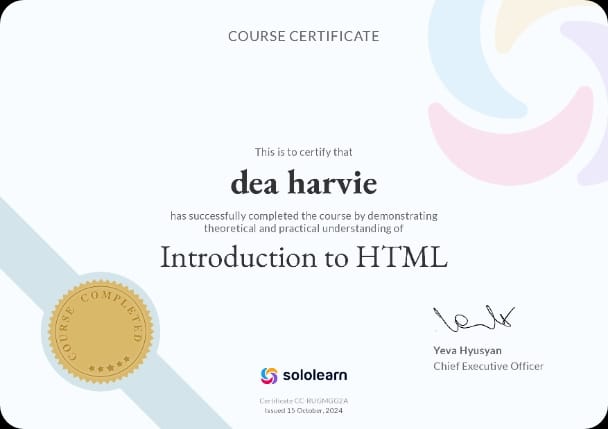 COURSE CERTIFICATE
This is to certify that
dea harvie
has successfully completed the course by demonstrating
theoretical and practical understanding of
Introduction to HTML
COURSE COMPLETED
Yeva Hyusyan
Chief Executive Officer
sololearn
Certificate CC-RUGMGG2A
Issued 15 October, 2024